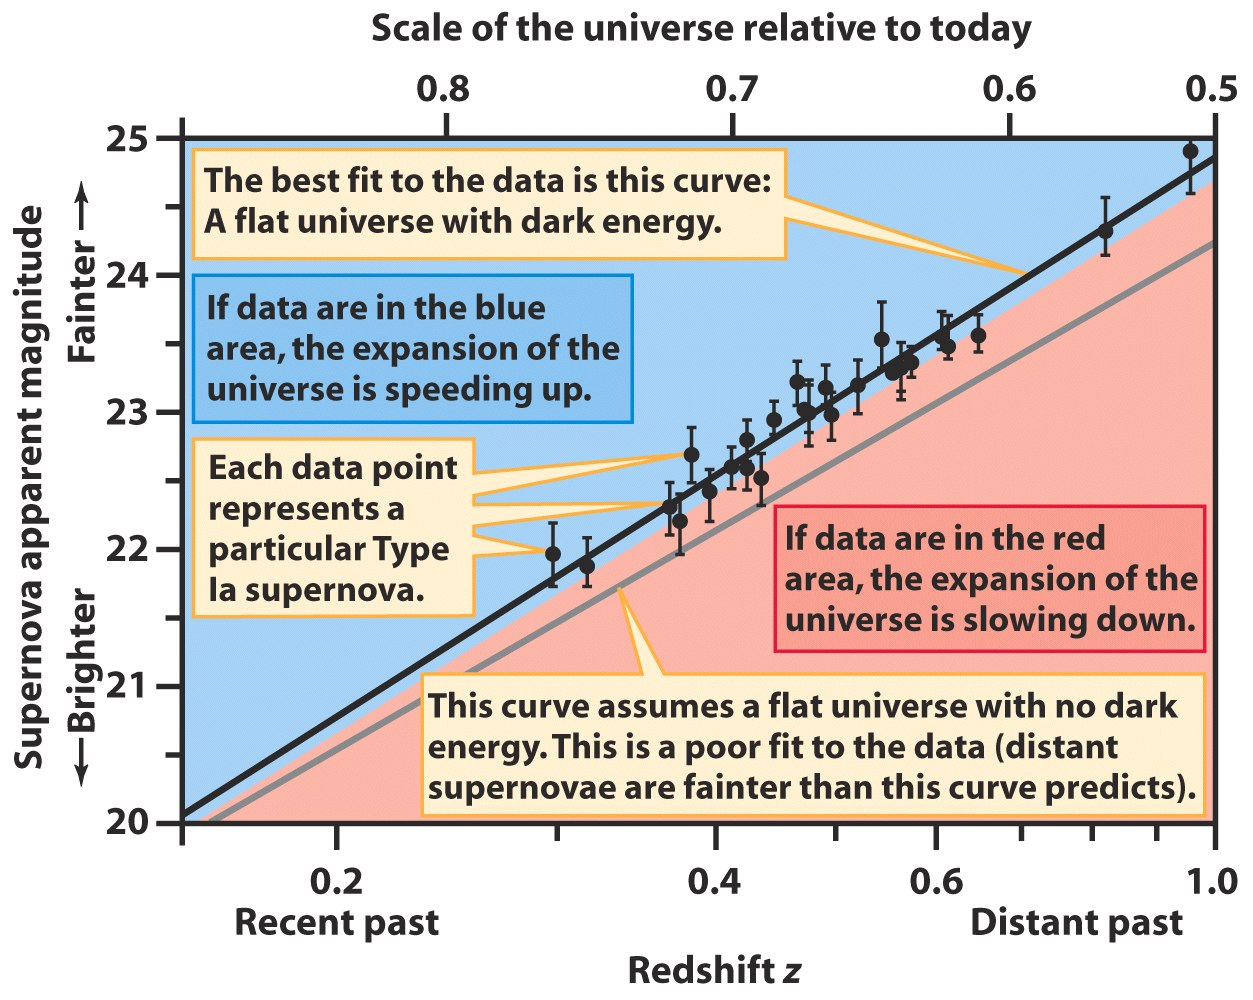 Scale of the universe relative to today
0.8 0.7 0.6 0.5
25
24
23
22
21
20
Supernova apparent magnitude
←Brighter Fainter→
The best fit to the data is this curve:
A flat universe with dark energy.
If data are in the blue
area, the expansion of the
universe is speeding up.
Each data point
represents a
particular Type
Ia supernova.
If data are in the red
area, the expansion of the
universe is slowing down.
This curve assumes a flat universe with no dark
energy. This is a poor fit to the data (distant
supernovae are fainter than this curve predicts).
0.2 0.4 0.6 1.0
Recent past Distant past
Redshift z